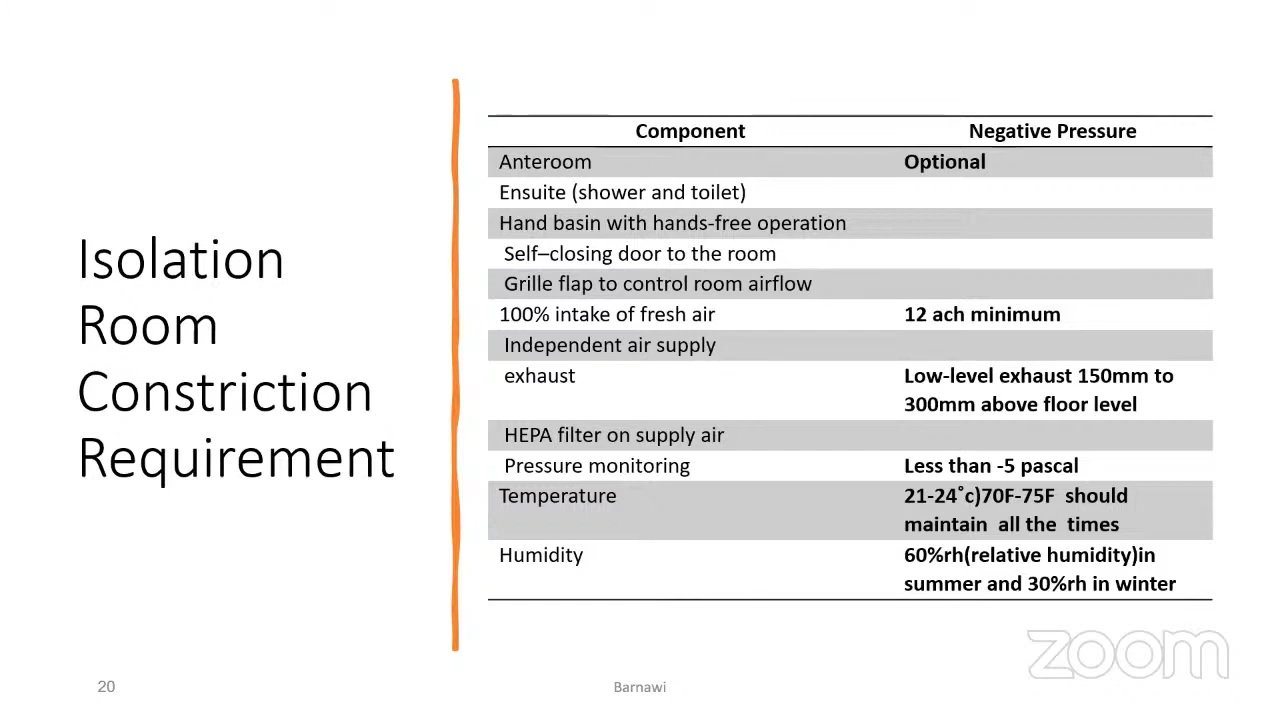 Isolation
Room
Constriction
Requirement
Component Negative Pressure
Anteroom Optional
Ensuite (shower and toilet)
Hand basin with hands-free operation
Self–closing door to the room
Grille flap to control room airflow
100% intake of fresh air 12 ach minimum
Independent air supply
exhaust Low-level exhaust 150mm to
300mm above floor level
HEPA filter on supply air
Pressure monitoring Less than -5 pascal
Temperature 21-24˚c)70F-75F should
maintain all the times
Humidity 60%rh(relative humidity)in
summer and 30%rh in winter
zoom
20 Barnawi